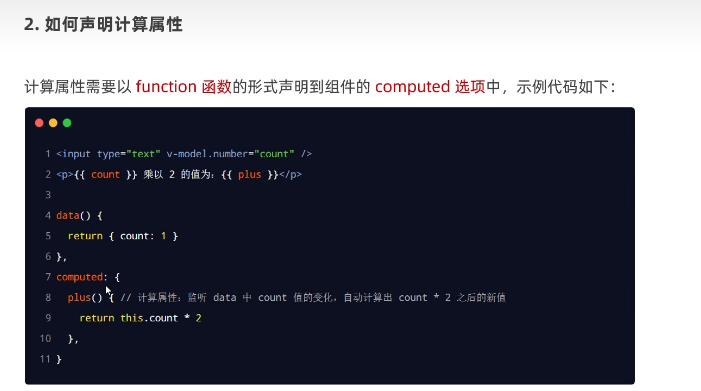 2. 如何声明计算属性
计算属性需要以 function 函数的形式声明到组件的 computed 选项中，示例代码如下：
1 <input type="text" v-model.number="count" />
2 <p>{{ count }} 乘以 2 的值为：{{ plus }}</p>
3
4 data() {
5   return { count: 1 }
6 },
7 computed: {
8   plus() { // 计算属性：监听 data 中 count 值的变化，自动计算出 count * 2 之后的新值
9     return this.count * 2
10   },
11 }